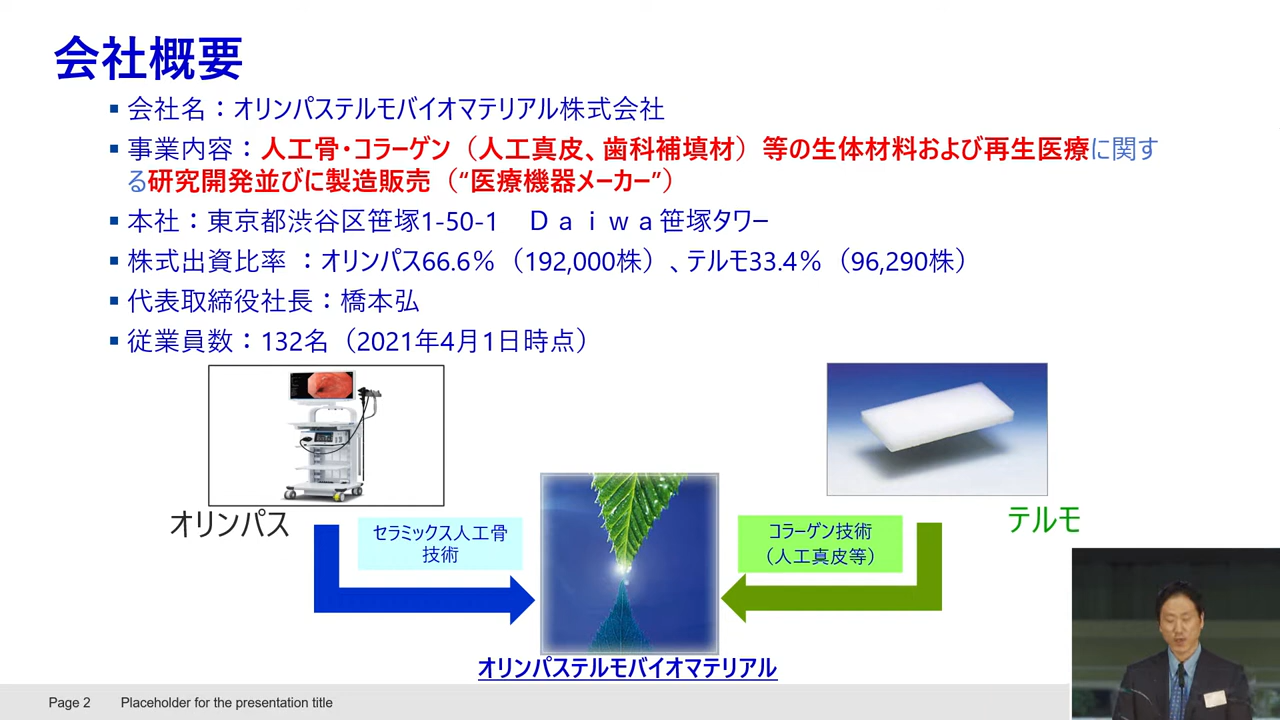 会社概要
▪ 会社名：オリンパステルモバイオマテリアル株式会社
▪ 事業内容：人工骨・コラーゲン（人工真皮、歯科補填材）等の生体材料および再生医療に関す
る研究開発並びに製造販売（“医療機器メーカー”）
▪ 本社：東京都渋谷区笹塚1-50-1　Ｄａｉｗａ笹塚タワー
▪ 株式出資比率 ：オリンパス66.6％（192,000株）、テルモ33.4％（96,290株）
▪ 代表取締役社長：橋本弘
▪ 従業員数：132名（2021年4月1日時点）
オリンパス
セラミックス人工骨
技術
コラーゲン技術
（人工真皮等）
テルモ
オリンパステルモバイオマテリアル
Page 2 Placeholder for the presentation title